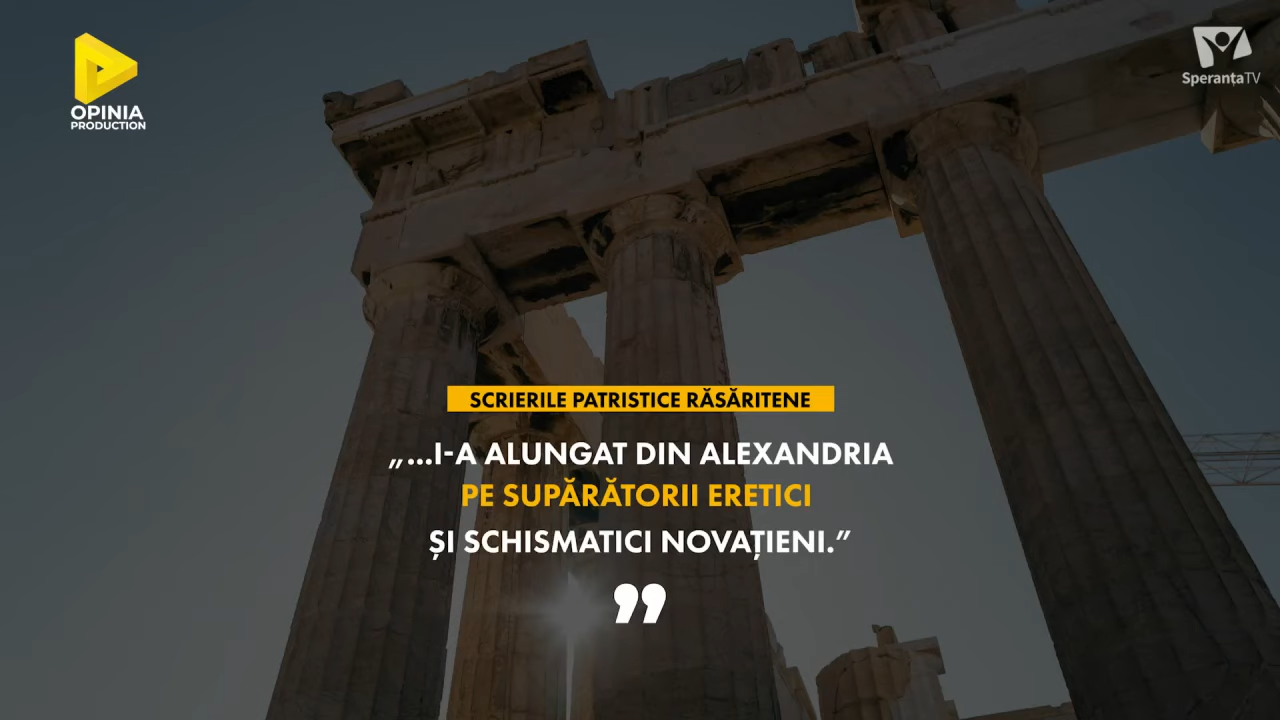 OPINIA
PRODUCTION
SperanțaTV
SCRIERILE PATRISTICE RĂSĂRITENE
„...I-A ALUNGAT DIN ALEXANDRIA
PE SUPĂRĂTORII ERETICI
ȘI SCHISMATICI NOVAȚIENI.”